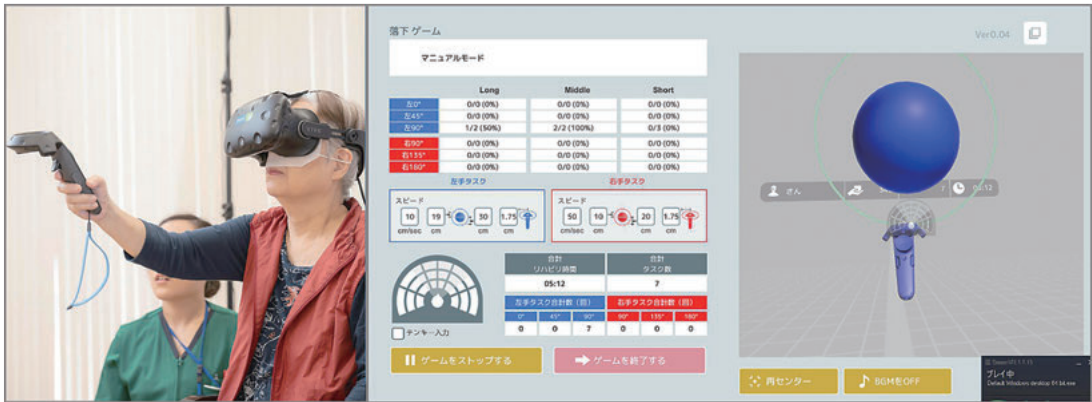 落下 ゲーム
Ver0.04
マニュアルモード
Long Middle Short
左0° 0/0 (0%) 0/0 (0%) 0/0 (0%)
左45° 0/0 (0%) 0/0 (0%) 0/0 (0%)
左90° 1/2 (50%) 2/2 (100%) 0/3 (0%)
右90° 0/0 (0%) 0/0 (0%) 0/0 (0%)
右135° 0/0 (0%) 0/0 (0%) 0/0 (0%)
右180° 0/0 (0%) 0/0 (0%) 0/0 (0%)
左手タスク 右手タスク
スピード スピード
10 19 30 1.75 50 10 20 1.75
cm/sec cm cm cm cm/sec cm cm cm
さん 7 05:12
合計 合計
リハビリ時間 タスク数
05:12 7
左手タスク合計数 (回) 右手タスク合計数 (回)
0° 45° 90° 90° 135° 180°
0 0 7 0 0 0
テンキー入力
ゲームをストップする ゲームを終了する
再センター BGMをOFF
プレイ中